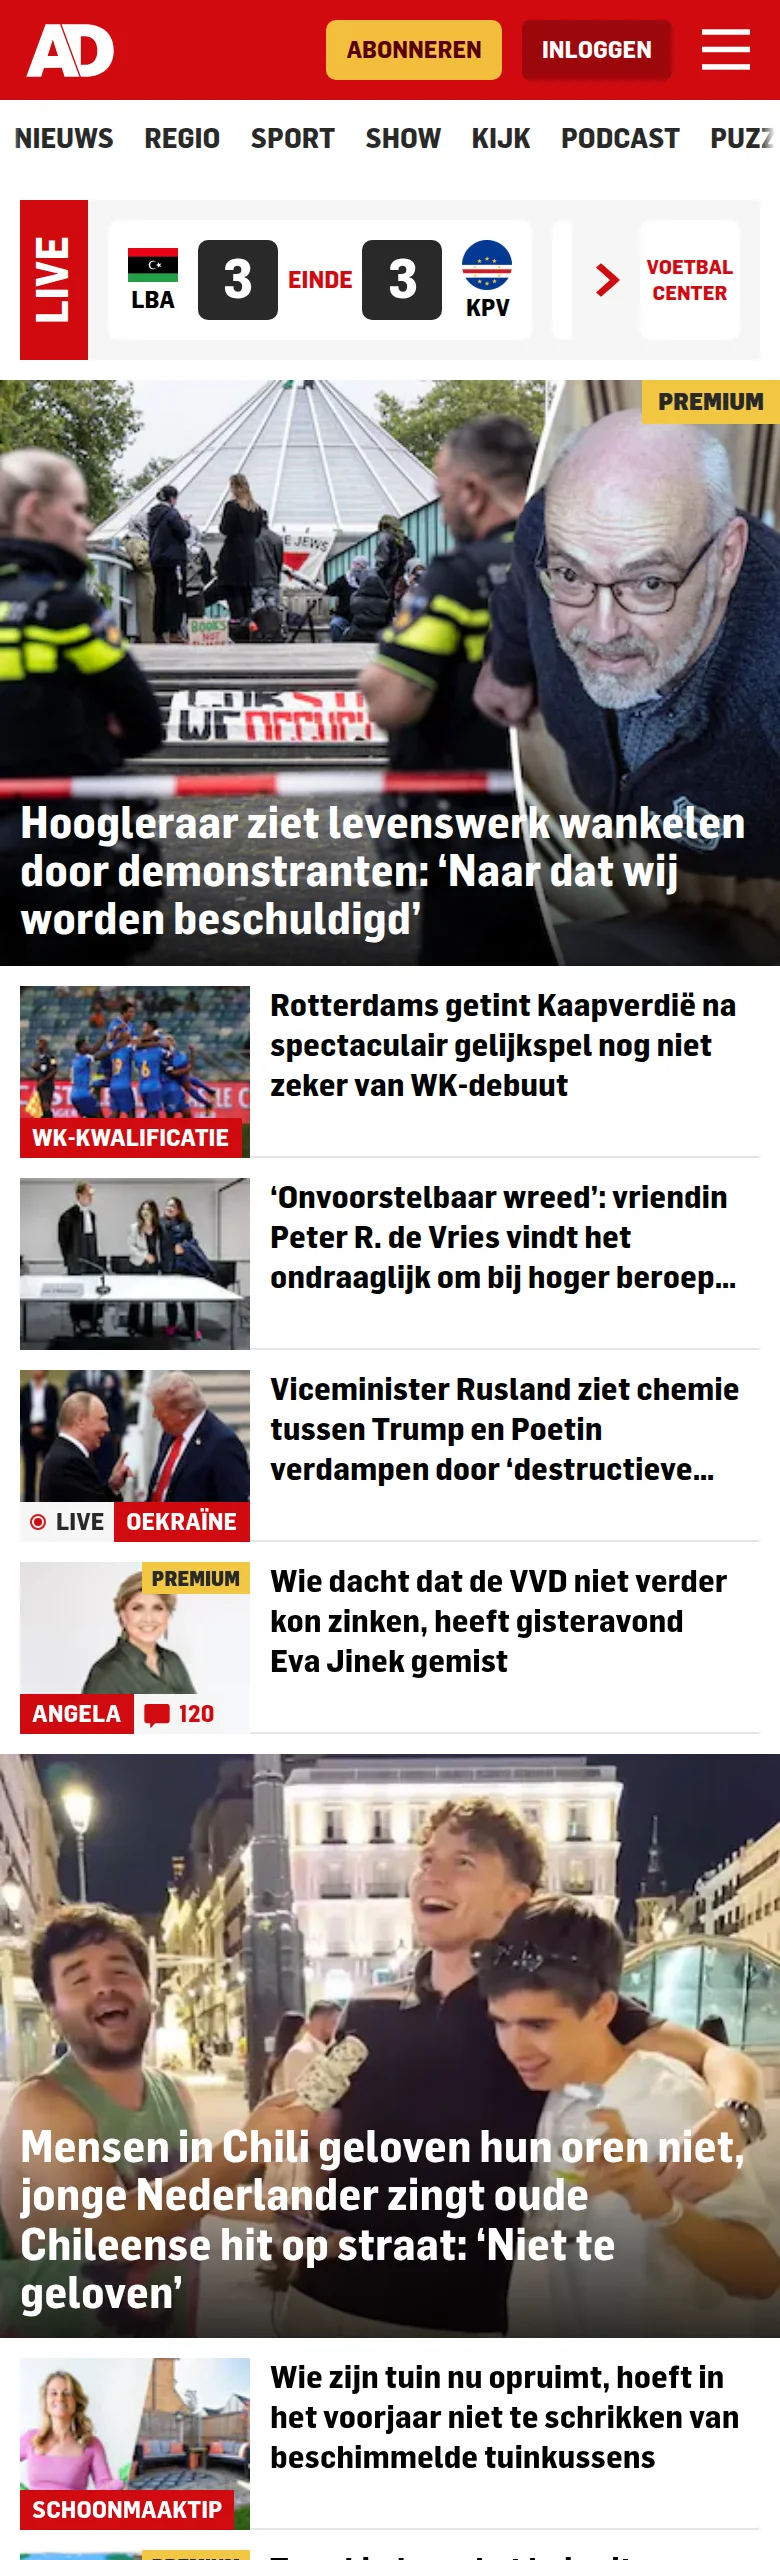 AD
ABONNEREN
INLOGGEN
NIEUWS REGIO SPORT SHOW KIJK PODCAST PUZZ
LIVE
LBA
3
EINDE
3
KPV
VOETBAL
CENTER
PREMIUM
E JEWS
BOOKS
NOT
Hoogleraar ziet levenswerk wankelen
door demonstranten: ‘Naar dat wij
worden beschuldigd’
Rotterdams getint Kaapverdië na
spectaculair gelijkspel nog niet
zeker van WK-debuut
WK-KWALIFICATIE
‘Onvoorstelbaar wreed’: vriendin
Peter R. de Vries vindt het
ondraaglijk om bij hoger beroep...
Viceminister Rusland ziet chemie
tussen Trump en Poetin
verdampen door ‘destructieve...
LIVE
OEKRAÏNE
PREMIUM
Wie dacht dat de VVD niet verder
kon zinken, heeft gisteravond
Eva Jinek gemist
ANGELA
120
Mensen in Chili geloven hun oren niet,
jonge Nederlander zingt oude
Chileense hit op straat: ‘Niet te
geloven’
Wie zijn tuin nu opruimt, hoeft in
het voorjaar niet te schrikken van
beschimmelde tuinkussens
SCHOONMAAKTIP